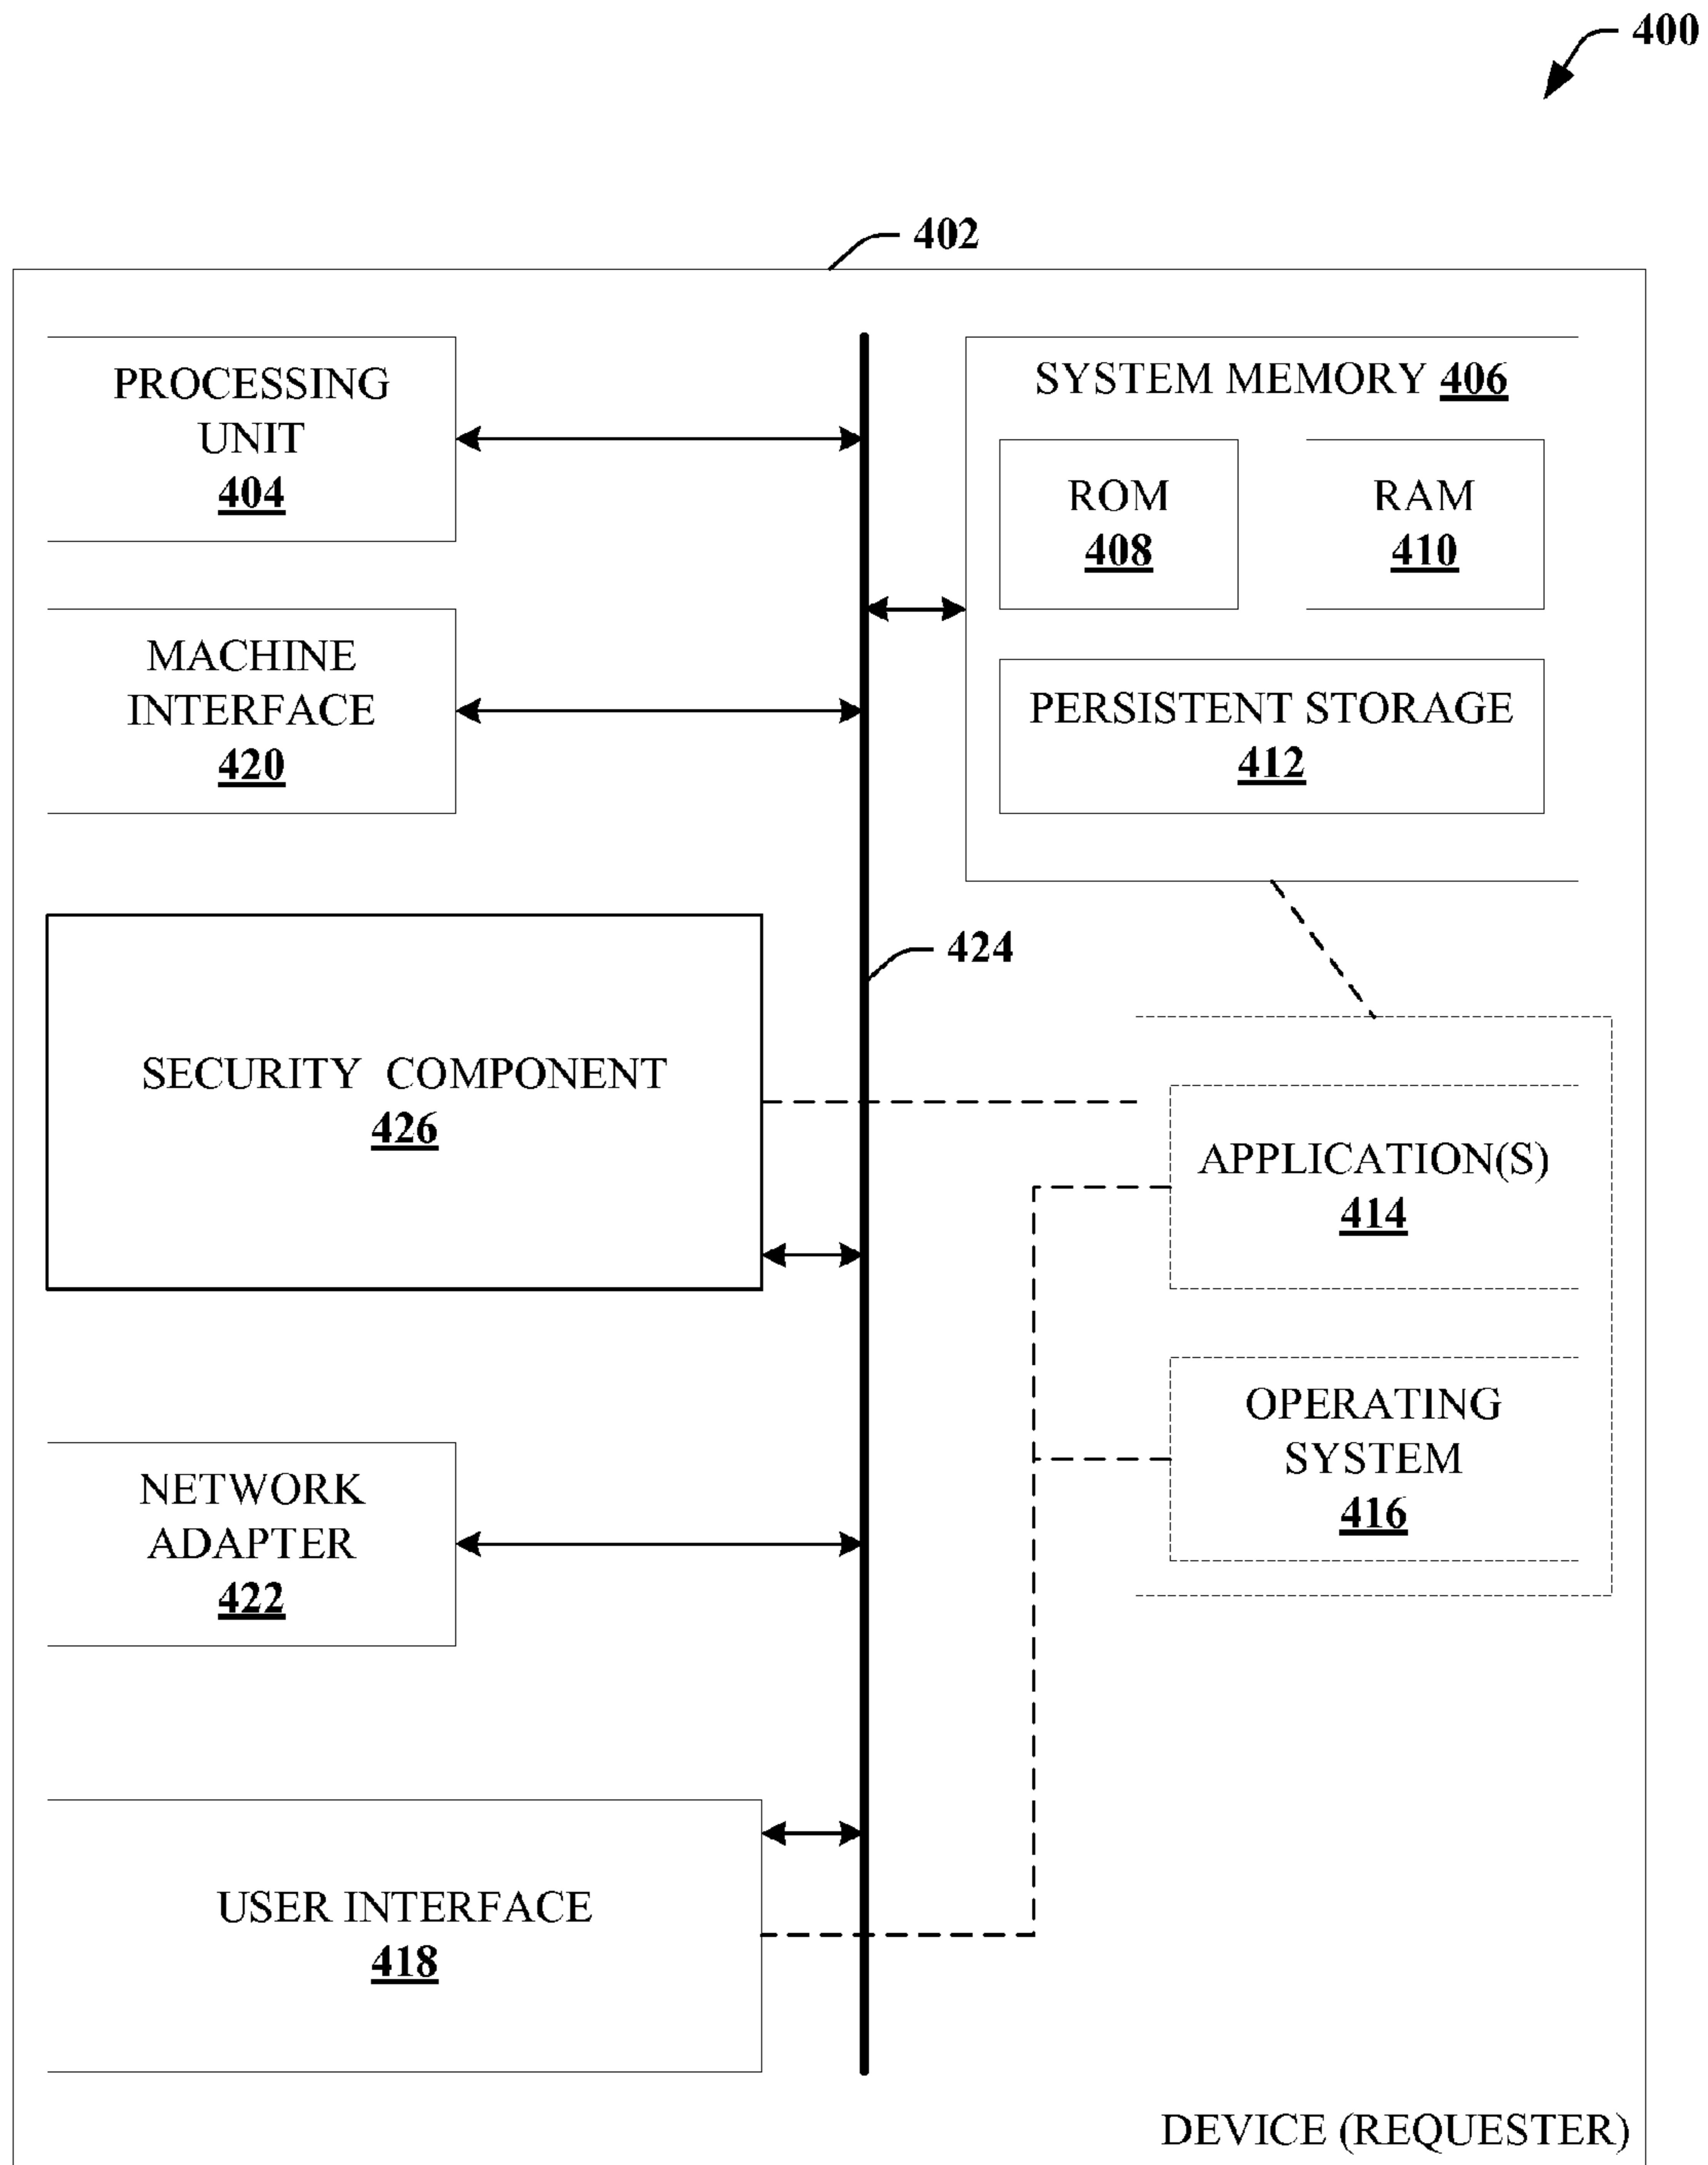 400
402
PROCESSING
UNIT
404
SYSTEM MEMORY 406
ROM
408
RAM
410
MACHINE
INTERFACE
420
PERSISTENT STORAGE
412
424
SECURITY COMPONENT
426
APPLICATION(S)
414
OPERATING
SYSTEM
416
NETWORK
ADAPTER
422
USER INTERFACE
418
DEVICE (REQUESTER)